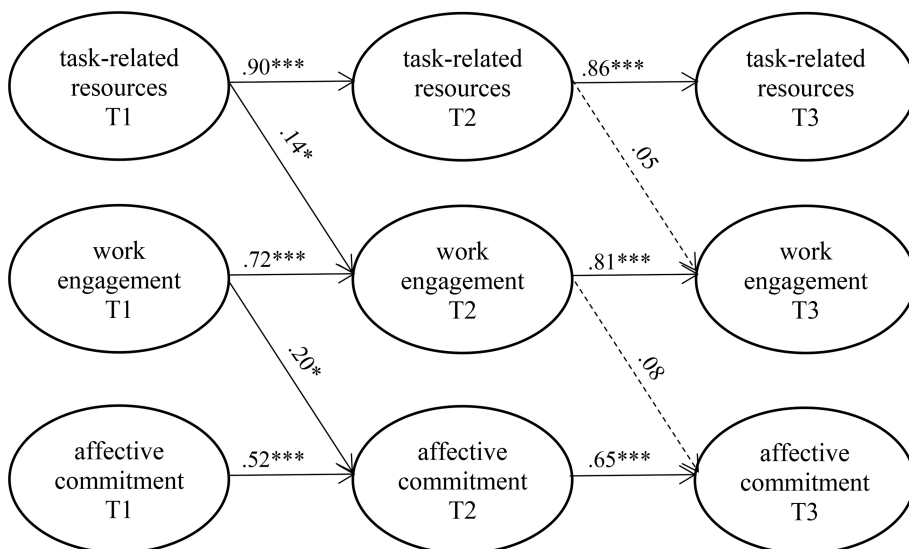 task-related
resources
T1
.90***
task-related
resources
T2
.86***
task-related
resources
T3
.14*
.05
work
engagement
T1
.72***
work
engagement
T2
.81***
work
engagement
T3
.20*
.08
affective
commitment
T1
.52***
affective
commitment
T2
.65***
affective
commitment
T3